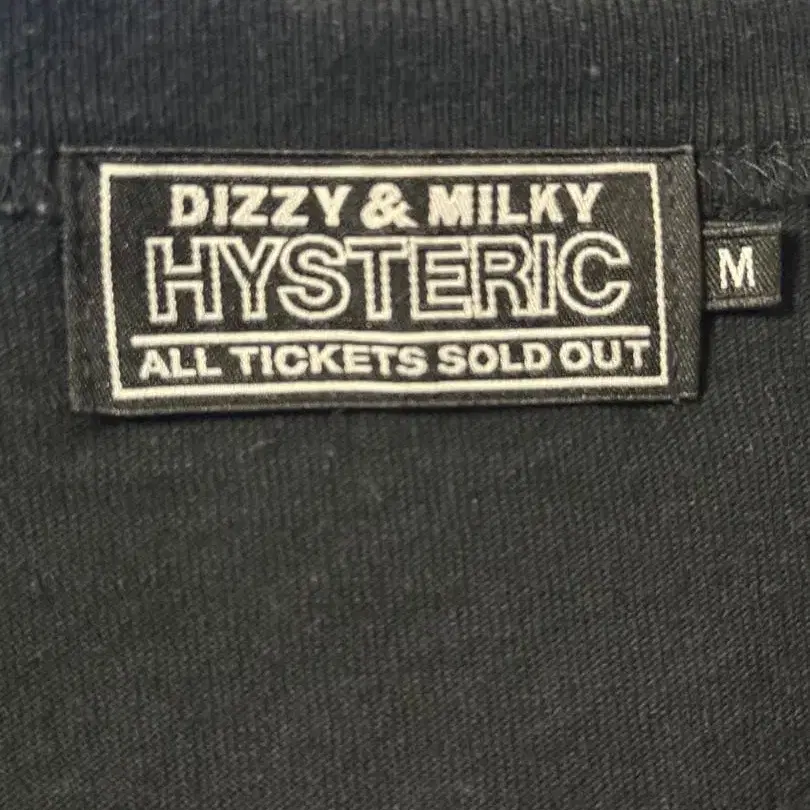 DIZZY & MILKY
HYSTERIC
ALL TICKETS SOLD OUT
M